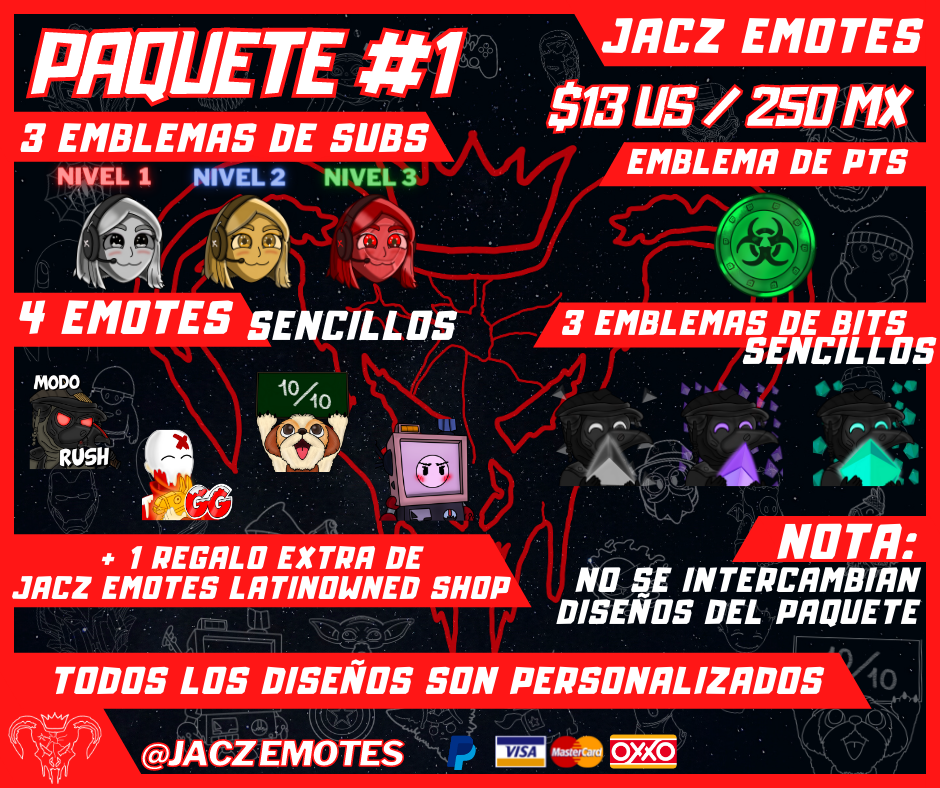 PAQUETE #1
JACZ EMOTES
$13 US / 250 MX
3 EMBLEMAS DE SUBS
NIVEL 1 NIVEL 2 NIVEL 3
EMBLEMA DE PTS
4 EMOTES SENCILLOS
3 EMBLEMAS DE BITS
SENCILLOS
MODO
RUSH
GG
10/10
+ 1 REGALO EXTRA DE
JACZ EMOTES LATINOWNED SHOP
NOTA:
NO SE INTERCAMBIAN
DISEÑOS DEL PAQUETE
10/10
TODOS LOS DISEÑOS SON PERSONALIZADOS
@JACZEMOTES
VISA
MasterCard
OXXO